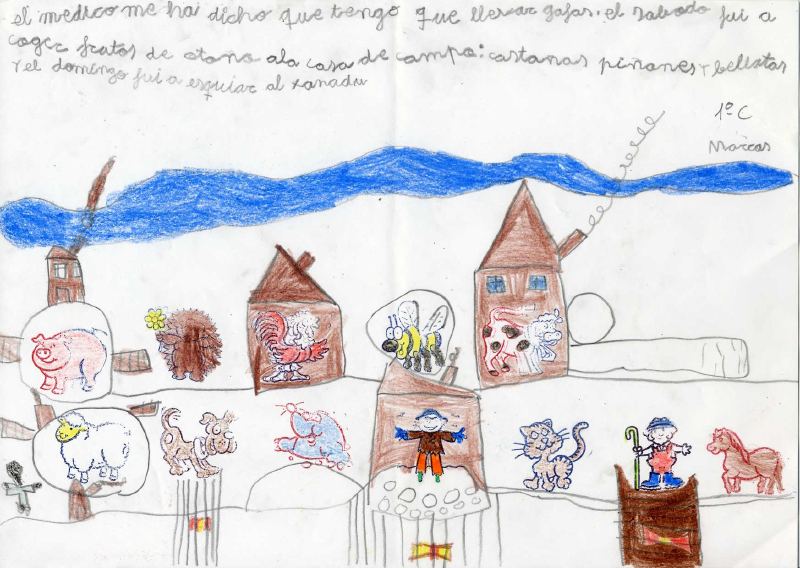 el medico me ha dicho que tengo que llevar gafas. el sabado fui a
coger frutos de otoño ala casa de campo: castañas piñones y bellotas
y el domingo fui a esquiar al xanadu
1º C
Marcos